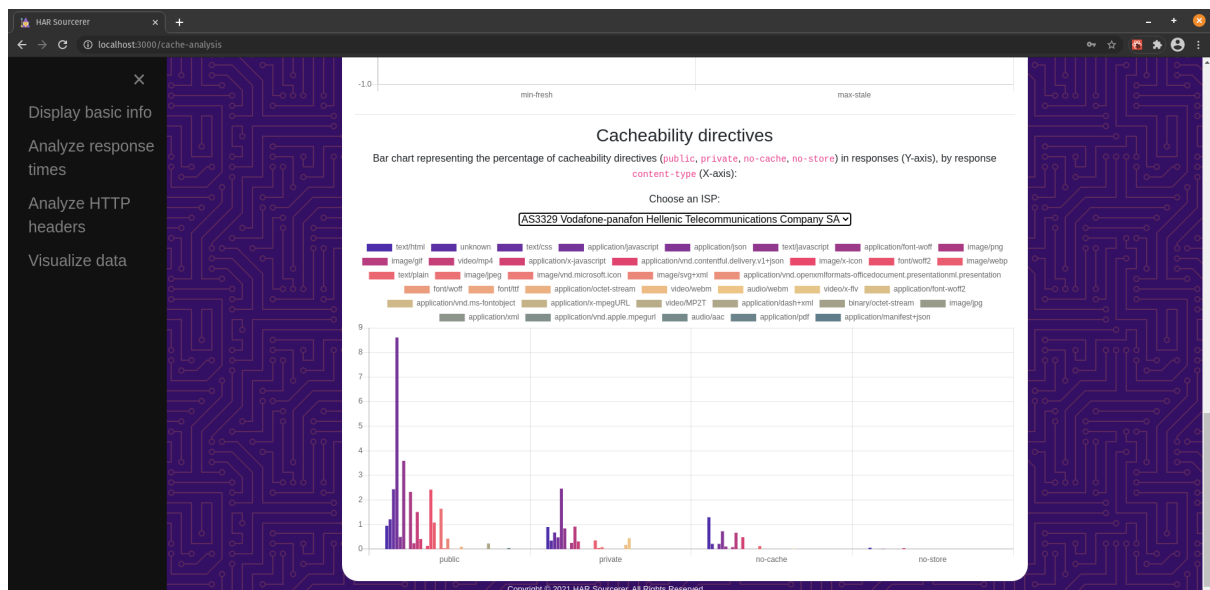 HAR Sourcerer
localhost:3000/cache-analysis
Display basic info
Analyze response
times
Analyze HTTP
headers
Visualize data
-1.0
min-fresh max-stale
Cacheability directives
Bar chart representing the percentage of cacheability directives (public, private, no-cache, no-store) in responses (Y-axis), by response
content-type (X-axis):
Choose an ISP:
AS3329 Vodafone-panafon Hellenic Telecommunications Company SA
text/html unknown text/css application/javascript application/json text/javascript application/font-woff image/png
image/gif video/mp4 application/x-javascript application/vnd.contentful.delivery.v1+json image/x-icon font/woff2 image/webp
text/plain image/jpeg image/vnd.microsoft.icon image/svg+xml application/vnd.openxmlformats-officedocument.presentationml.presentation
font/woff font/ttf application/octet-stream video/webm audio/webm video/x-flv application/font-woff2
application/vnd.ms-fontobject application/x-mpegURL video/MP2T application/dash+xml binary/octet-stream image/jpg
application/xml application/vnd.apple.mpegurl audio/aac application/pdf application/manifest+json
9
8
7
6
5
4
3
2
1
0
public private no-cache no-store
Copyright © 2021 HAR Sourcerer. All Rights Reserved.